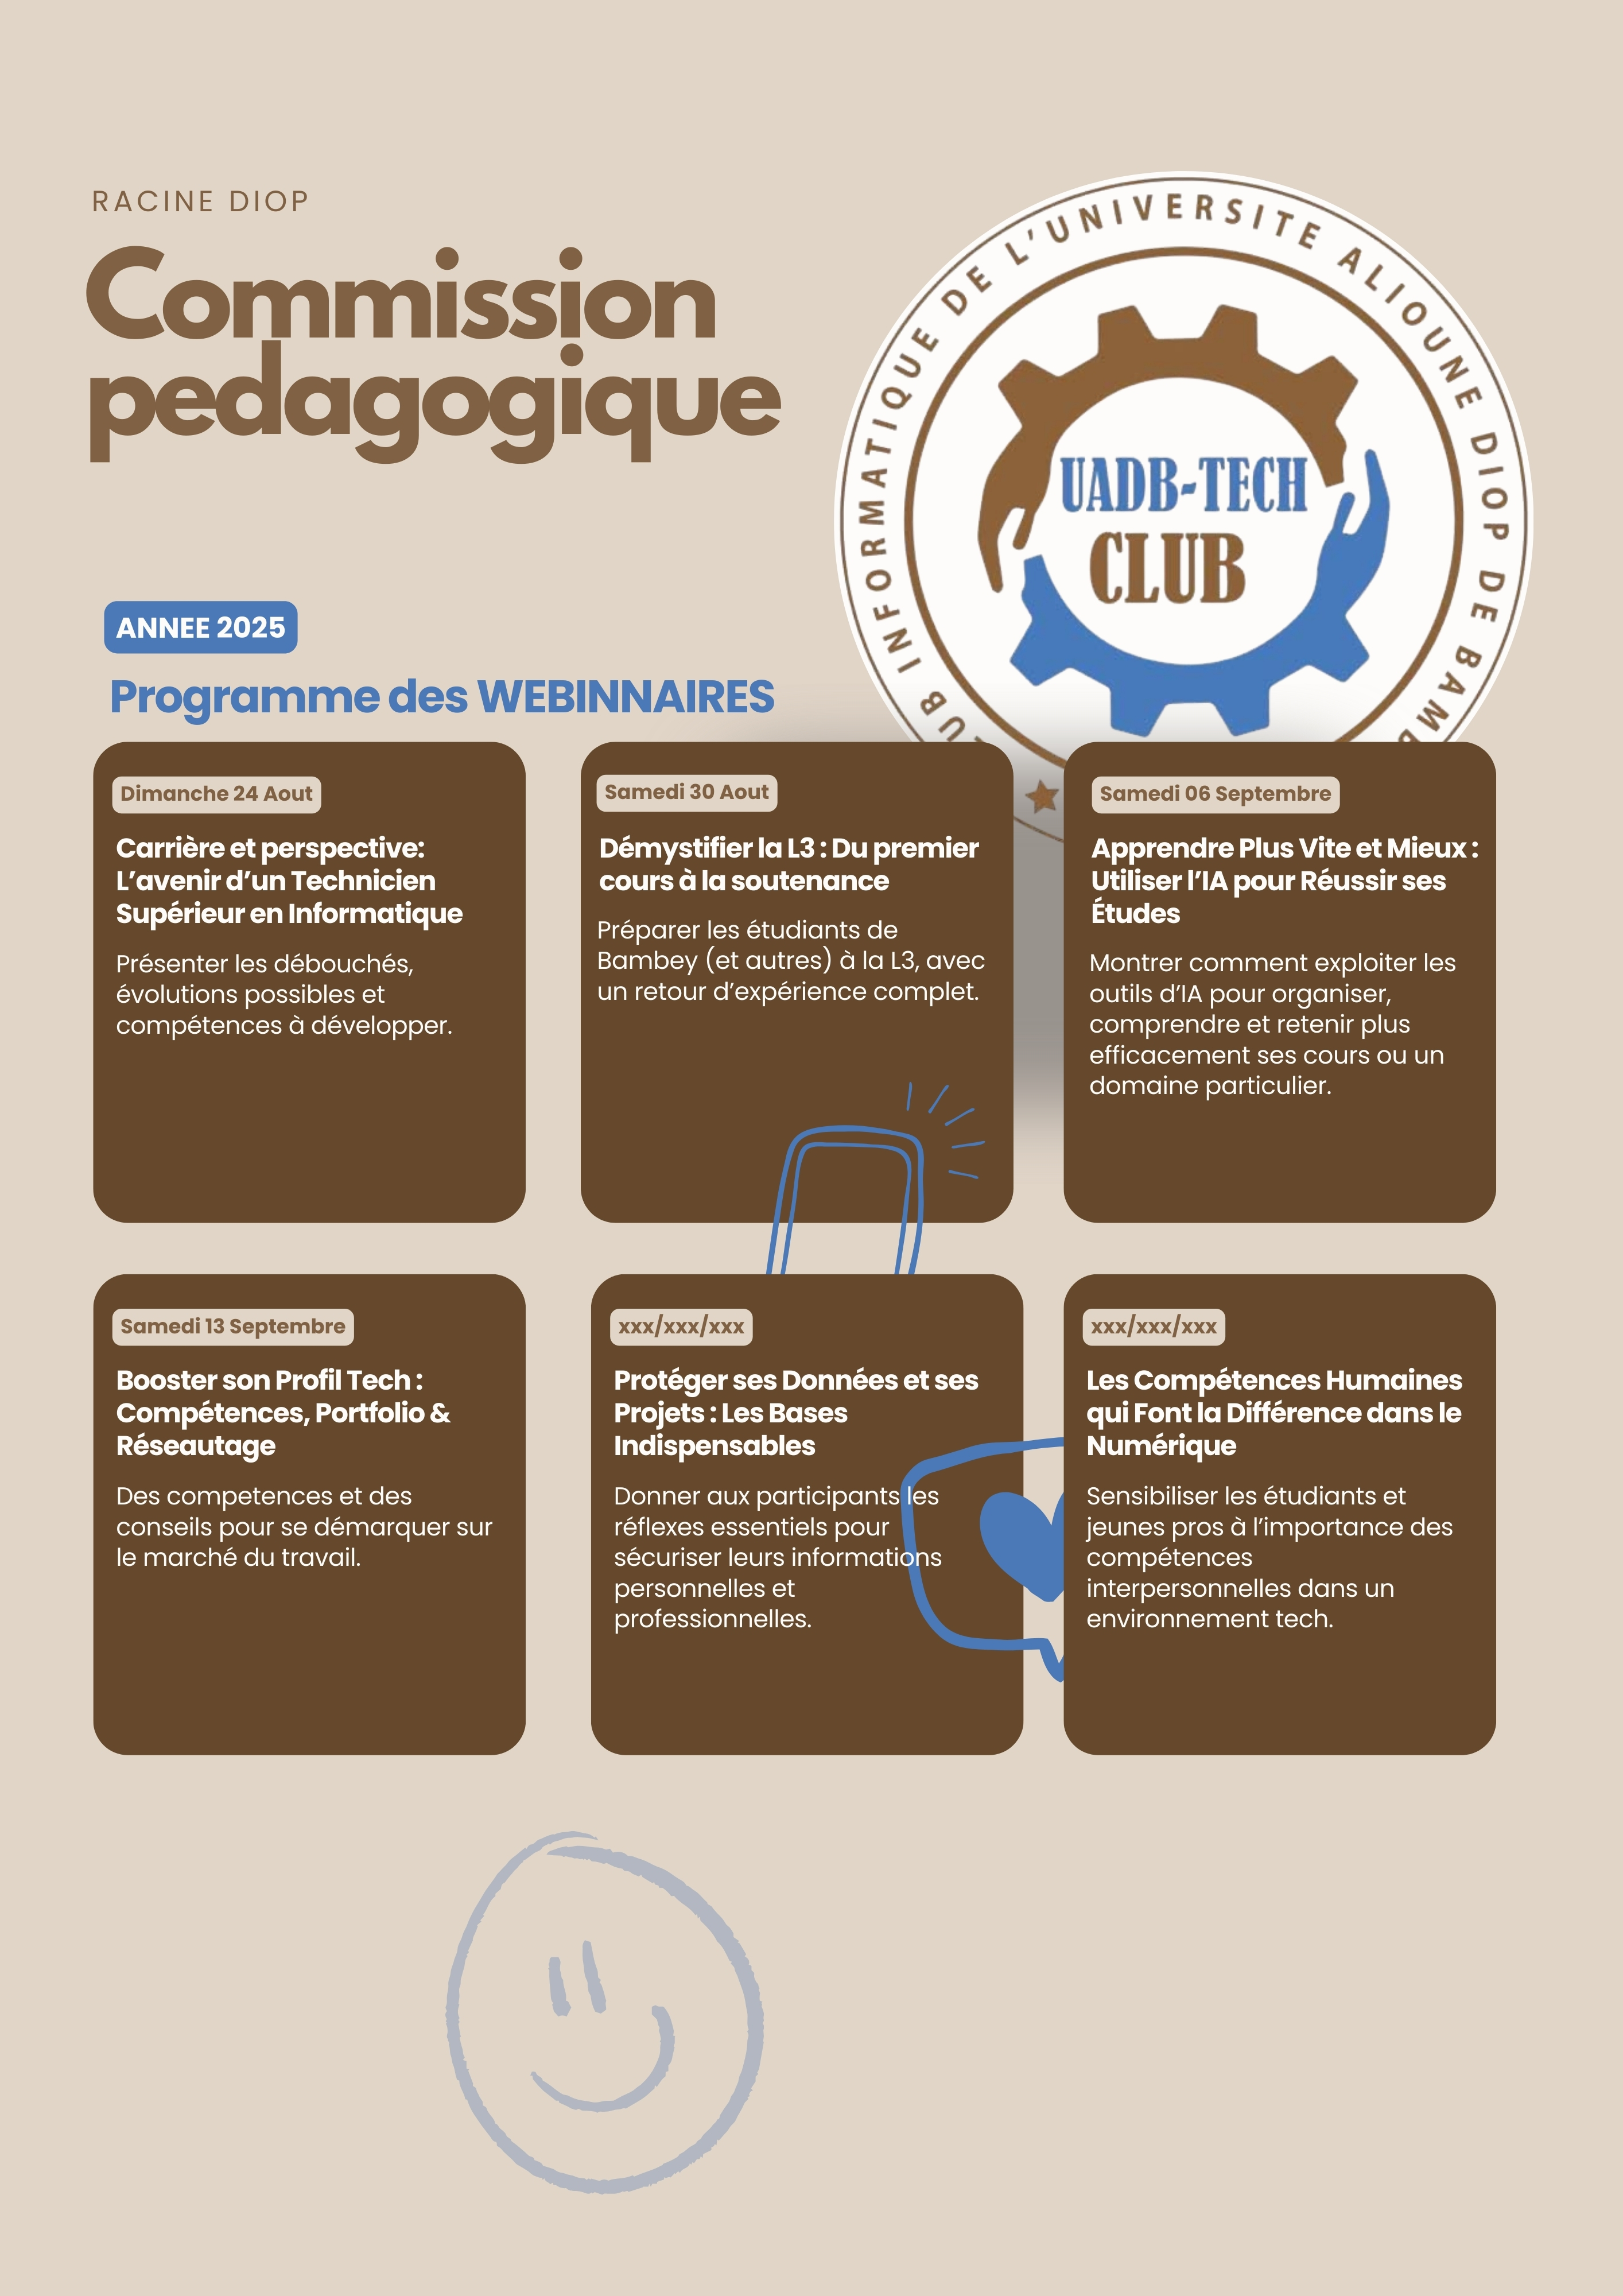 RACINE DIOP
Commission
pedagogique
DE L'UNIVERSITE ALIOUNE DIOP DE
INFORMATIQUE
UADB-TECH
CLUB
ANNEE 2025
Programme des WEBINNAIRES
Dimanche 24 Aout
Carrière et perspective:
L’avenir d’un Technicien
Supérieur en Informatique
Présenter les débouchés,
évolutions possibles et
compétences à développer.
Samedi 30 Aout
Démystifier la L3 : Du premier
cours à la soutenance
Préparer les étudiants de
Bambey (et autres) à la L3, avec
un retour d’expérience complet.
Samedi 06 Septembre
Apprendre Plus Vite et Mieux :
Utiliser l’IA pour Réussir ses
Études
Montrer comment exploiter les
outils d’IA pour organiser,
comprendre et retenir plus
efficacement ses cours ou un
domaine particulier.
Samedi 13 Septembre
Booster son Profil Tech :
Compétences, Portfolio &
Réseautage
Des competences et des
conseils pour se démarquer sur
le marché du travail.
xxx/xxx/xxx
Protéger ses Données et ses
Projets : Les Bases
Indispensables
Donner aux participants les
réflexes essentiels pour
sécuriser leurs informations
personnelles et
professionnelles.
xxx/xxx/xxx
Les Compétences Humaines
qui Font la Différence dans le
Numérique
Sensibiliser les étudiants et
jeunes pros à l’importance des
compétences
interpersonnelles dans un
environnement tech.